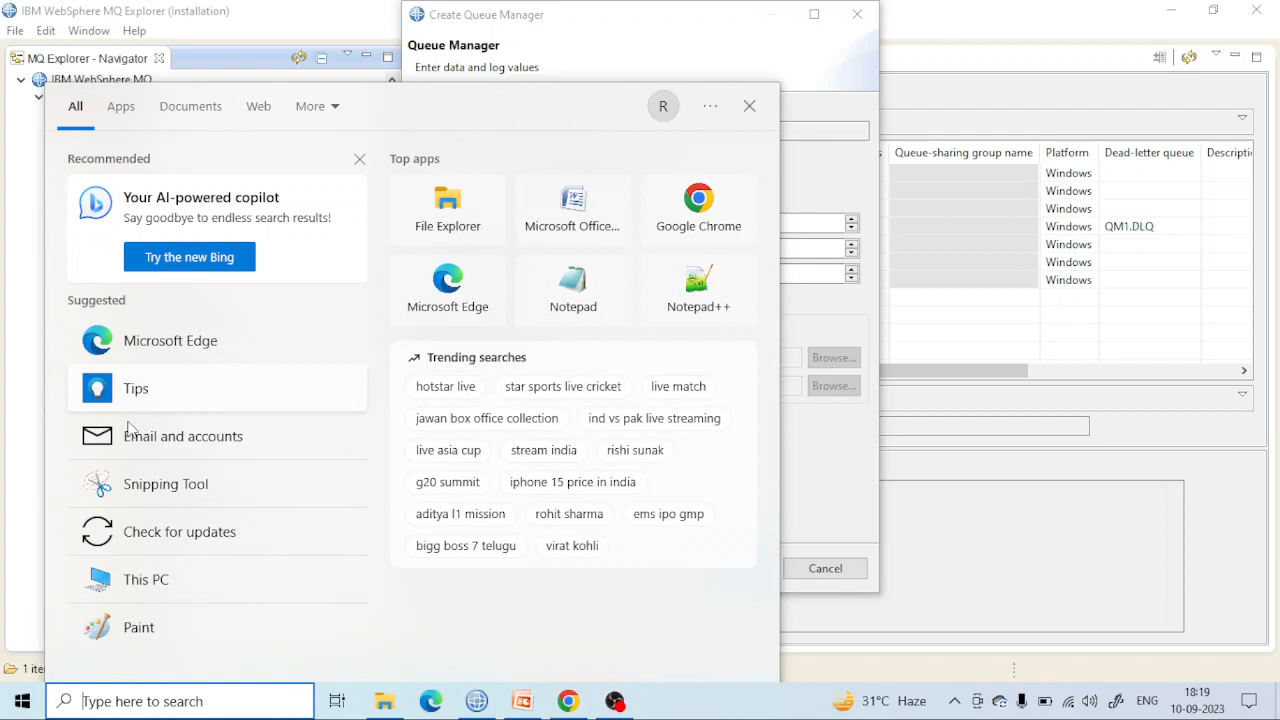 IBM WebSphere MQ Explorer (Installation)
File Edit Window Help
MQ Explorer - Navigator
IBM WebSphere MQ
Create Queue Manager
Queue Manager
Enter data and log values
All Apps Documents Web More
R
Recommended
Your AI-powered copilot
Say goodbye to endless search results!
Try the new Bing
Suggested
Microsoft Edge
Tips
Email and accounts
Snipping Tool
Check for updates
This PC
Paint
Top apps
File Explorer
Microsoft Office...
Google Chrome
Microsoft Edge
Notepad
Notepad++
Trending searches
hotstar live
star sports live cricket
live match
jawan box office collection
ind vs pak live streaming
live asia cup
stream india
rishi sunak
g20 summit
iphone 15 price in india
aditya l1 mission
rohit sharma
ems ipo gmp
bigg boss 7 telugu
virat kohli
Browse...
Browse...
Cancel
Queue-sharing group name Platform Dead-letter queue Descripti
Windows
Windows
Windows
Windows QM1.DLQ
Windows
Windows
Windows
1 ite
Type here to search
31°C Haze
ENG
18:19
10-09-2023